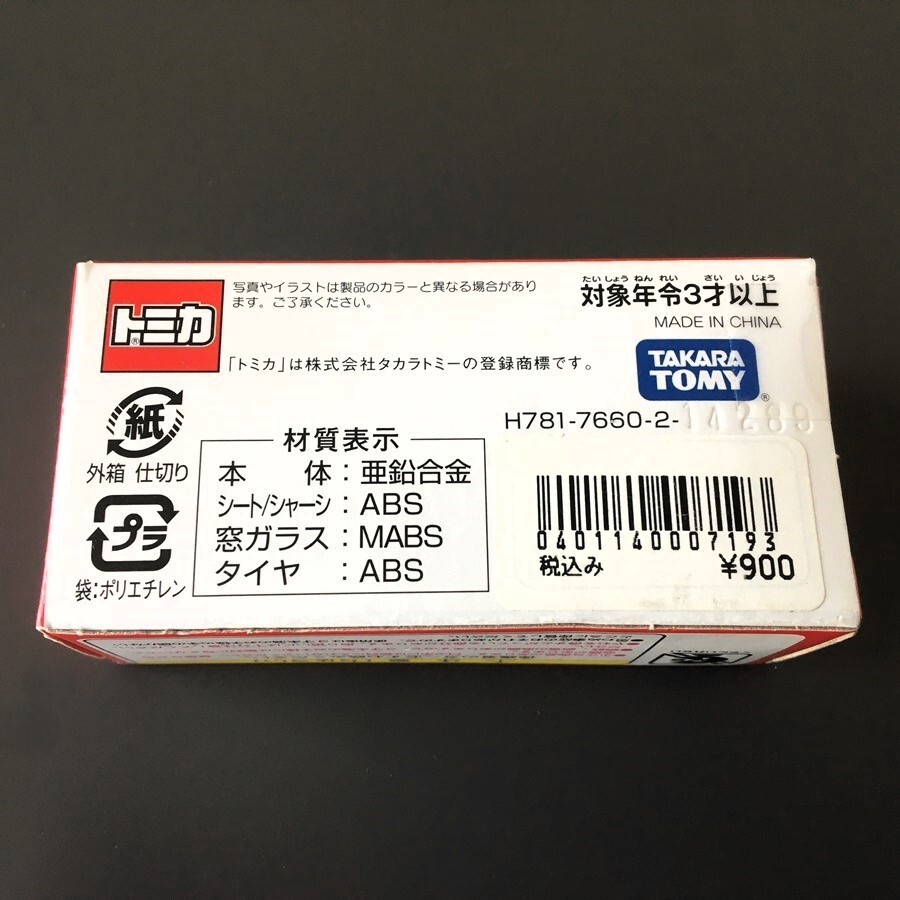 トミカ®
写真やイラストは製品のカラーと異なる場合があり
ます。ご了承ください。
「トミカ」は株式会社タカラトミーの登録商標です。
たいしょうねんれい さいいじょう
対象年令3才以上
MADE IN CHINA
TAKARA
TOMY®
H781-7660-2-
14289
紙
外箱 仕切り
プラ
袋:ポリエチレン
材質表示
本 体:亜鉛合金
シート/シャーシ:ABS
窓ガラス:MABS
タイヤ:ABS
0401140007193
税込み ¥900